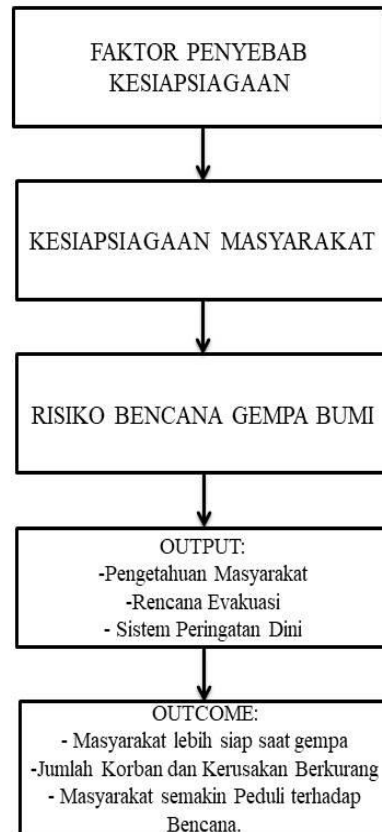 FAKTOR PENYEBAB
KESIAPSIAGAAN
KESIAPSIAGAAN MASYARAKAT
RISIKO BENCANA GEMPA BUMI
OUTPUT:
-Pengetahuan Masyarakat
-Rencana Evakuasi
- Sistem Peringatan Dini
OUTCOME:
- Masyarakat lebih siap saat gempa
-Jumlah Korban dan Kerusakan Berkurang
- Masyarakat semakin Peduli terhadap
Bencana.